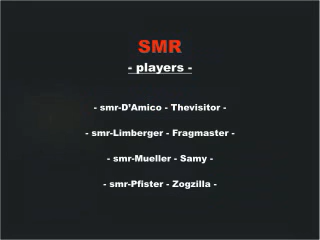 SMR
- players -
- smr-D'Amico - Thevisitor -
- smr-Limberger - Fragmaster -
- smr-Mueller - Samy -
- smr-Pfister - Zogzilla -